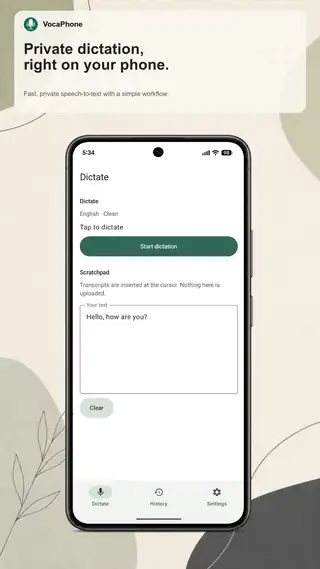 VocaPhone
Private dictation,
right on your phone.
Fast, private speech-to-text with a simple workflow
5:34
98
Dictate
Dictate
English · Clean
Tap to dictate
Start dictation
Scratchpad
Transcripts are inserted at the cursor. Nothing here is
uploaded.
Your text
Hello, how are you?
Clear
Dictate
History
Settings